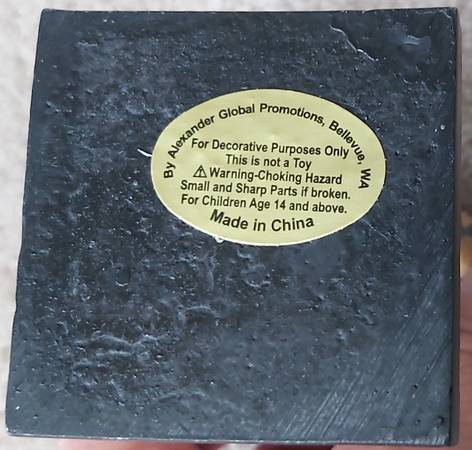 By Alexander Global Promotions, Bellevue, WA
For Decorative Purposes Only
This is not a Toy
⚠Warning-Choking Hazard
Small and Sharp Parts if broken.
For Children Age 14 and above.
Made in China